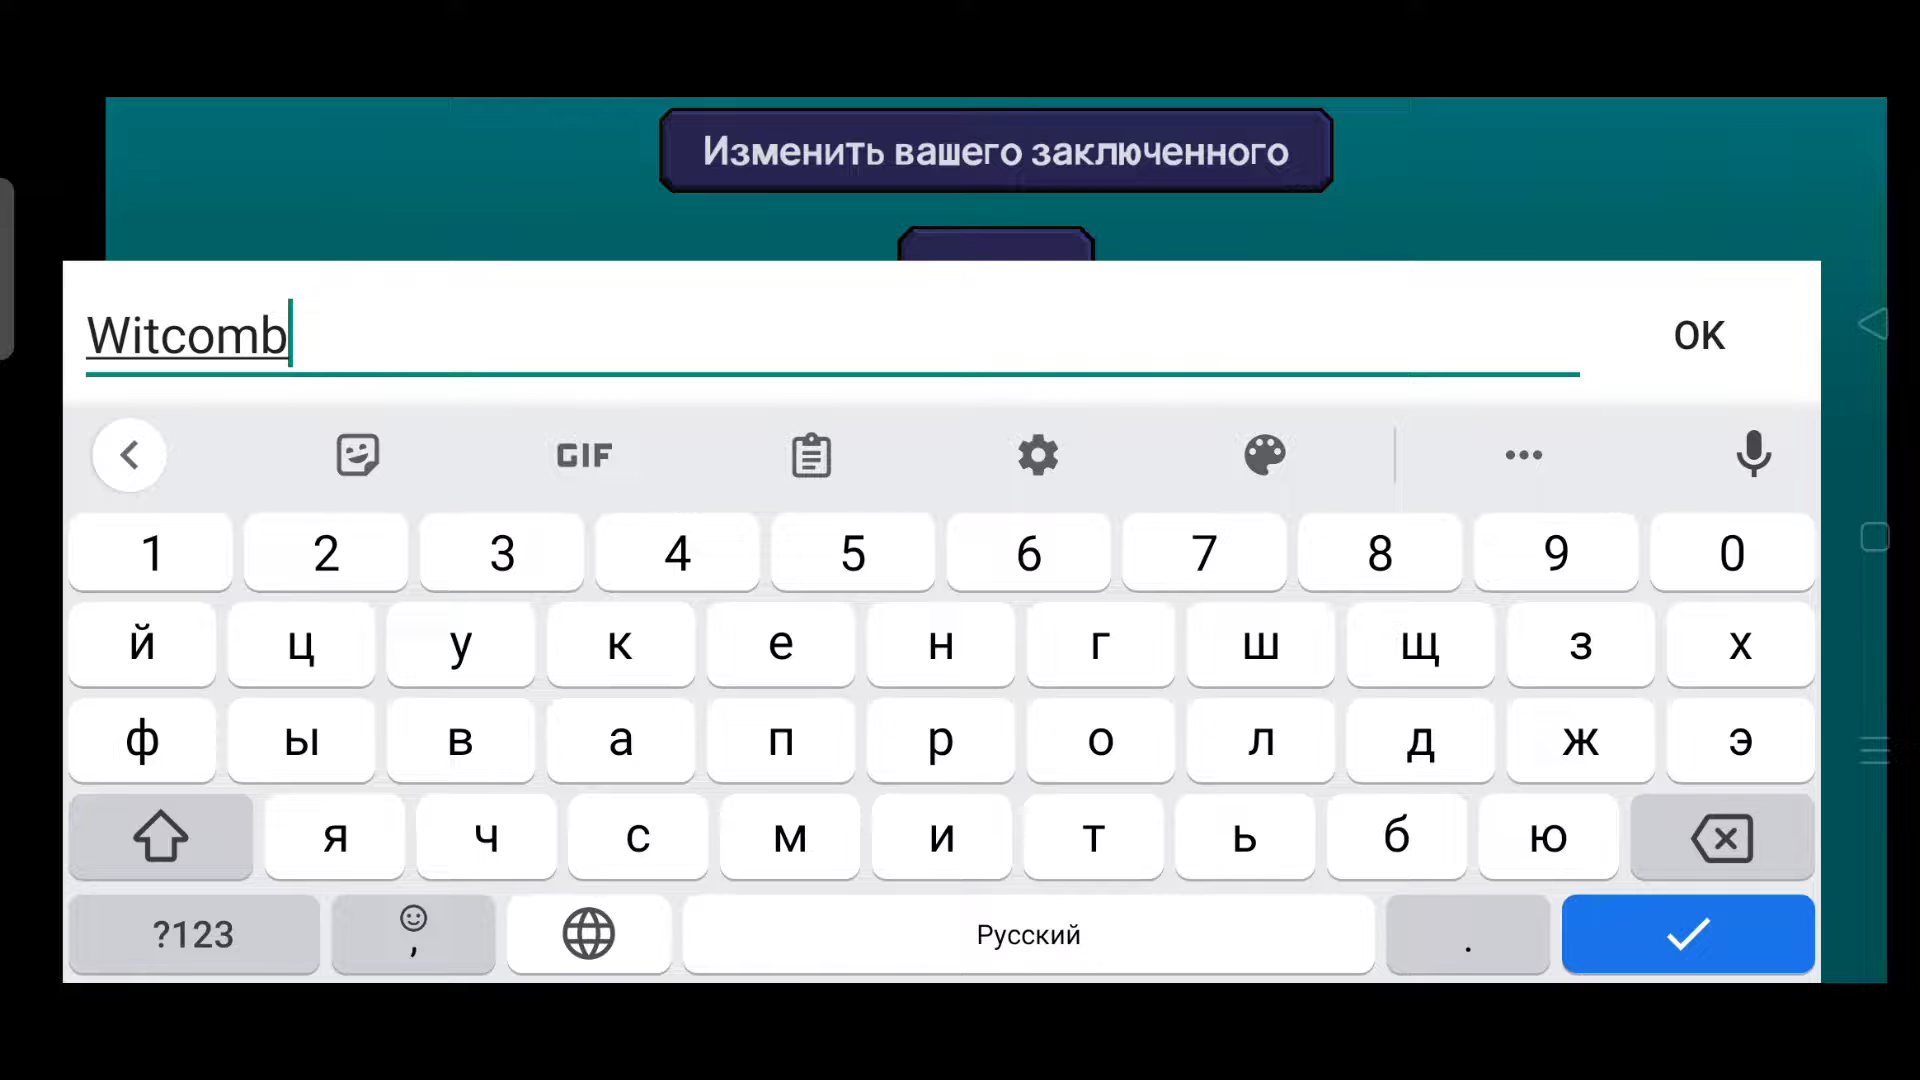 Изменить вашего заключенного
Witcomb
OK
GIF
1 2 3 4 5 6 7 8 9 0
й ц у к е н г ш щ з х
ф ы в а п р о л д ж э
я ч с м и т ь б ю
?123 , Русский .